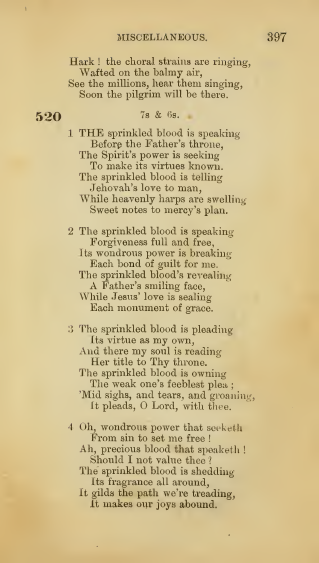 MISCELLANEOUS. 397
Hark ! the choral strains are ringing,
Wafted on the balmy air,
See the millions, hear them singing,
Soon the pilgrim will be there.
520 7s & 6s.
1 THE sprinkled blood is speaking
Before the Father's throne,
The Spirit's power is seeking
To make its virtues known.
The sprinkled blood is telling
Jehovah's love to man,
While heavenly harps are swelling
Sweet notes to mercy's plan.
2 The sprinkled blood is speaking
Forgiveness full and free,
Its wondrous power is breaking
Each bond of guilt for me.
The sprinkled blood's revealing
A Father's smiling face,
While Jesus' love is sealing
Each monument of grace.
3 The sprinkled blood is pleading
Its virtue as my own,
And there my soul is reading
Her title to Thy throne.
The sprinkled blood is owning
The weak one's feeblest plea ;
'Mid sighs, and tears, and groaning,
It pleads, O Lord, with thee.
4 Oh, wondrous power that seeketh
From sin to set me free !
Ah, precious blood that speaketh !
Should I not value thee ?
The sprinkled blood is shedding
Its fragrance all around,
It gilds the path we're treading,
It makes our joys abound.